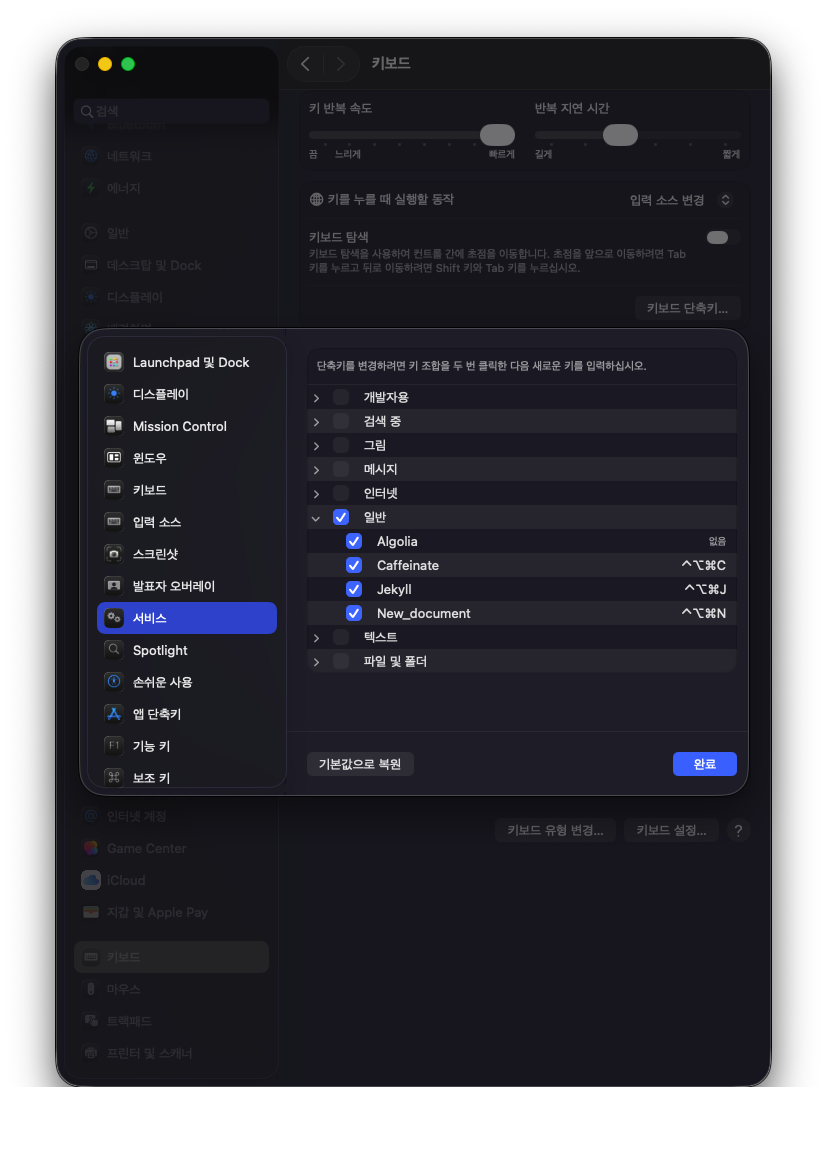 키보드
검색
네트워크
에너지
일반
데스크탑 및 Dock
디스플레이
키 반복 속도
반복 지연 시간
끔
느리게
빠르게
길게
짧게
키를 누를 때 실행할 동작
입력 소스 변경
키보드 탐색
키보드 탐색을 사용하여 컨트롤 간에 초점을 이동합니다. 초점을 앞으로 이동하려면 Tab
키를 누르고 뒤로 이동하려면 Shift 키와 Tab 키를 누르십시오.
키보드 단축키...
Launchpad 및 Dock
디스플레이
Mission Control
윈도우
키보드
입력 소스
스크린샷
발표자 오버레이
서비스
Spotlight
손쉬운 사용
앱 단축키
F1
기능 키
보조 키
단축키를 변경하려면 키 조합을 두 번 클릭한 다음 새로운 키를 입력하십시오.
개발자용
검색 중
그림
메시지
인터넷
일반
Algolia 없음
Caffeinate ^⌥⌘C
Jekyll ^⌥⌘J
New_document ^⌥⌘N
텍스트
파일 및 폴더
기본값으로 복원
완료
인터넷 계정
Game Center
iCloud
지갑 및 Apple Pay
키보드
마우스
트랙패드
프린터 및 스캐너
키보드 유형 변경...
키보드 설정...
?